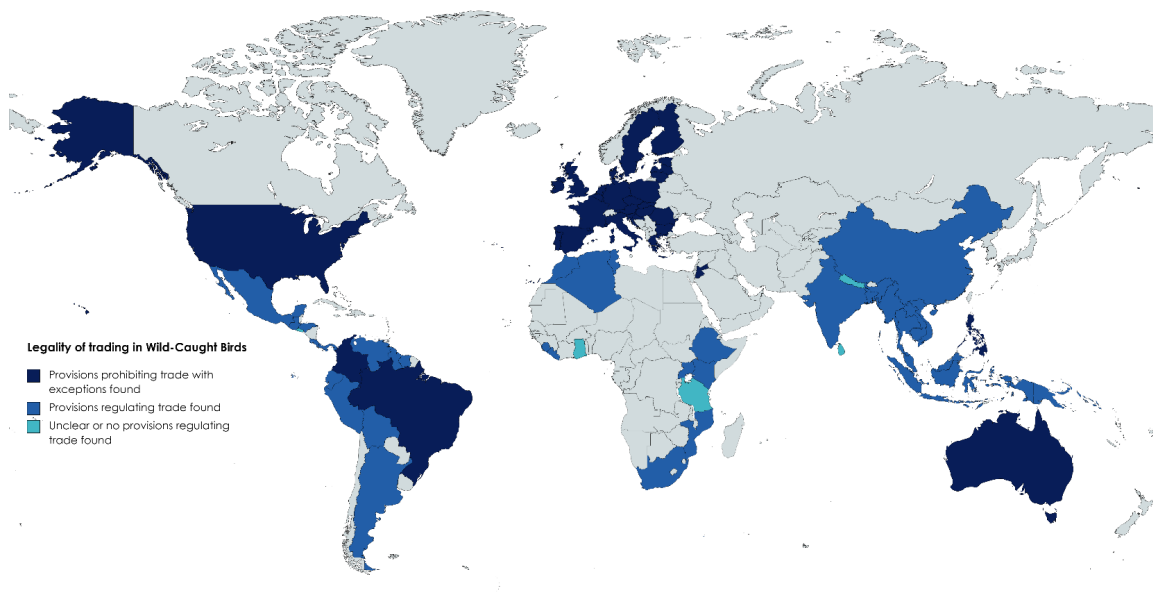 Legality of trading in Wild-Caught Birds
Provisions prohibiting trade with
exceptions found
Provisions regulating trade found
Unclear or no provisions regulating
trade found